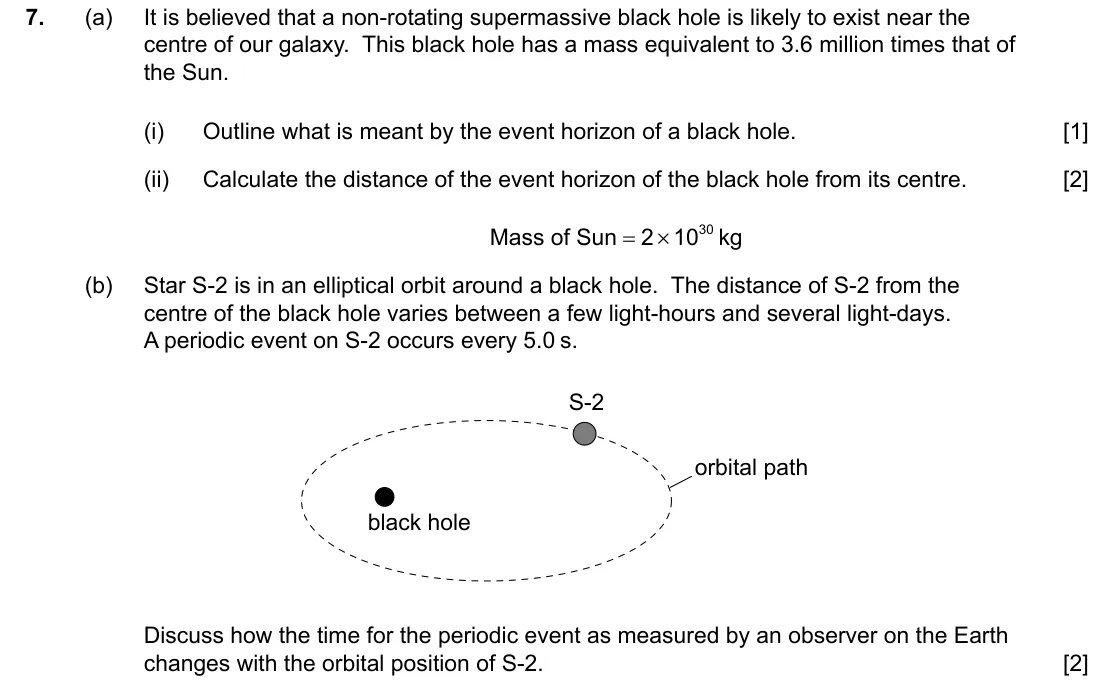 7. (a) It is believed that a non-rotating supermassive black hole is likely to exist near the
centre of our galaxy. This black hole has a mass equivalent to 3.6 million times that of
the Sun.
(i) Outline what is meant by the event horizon of a black hole. [1]
(ii) Calculate the distance of the event horizon of the black hole from its centre. [2]
Mass of Sun = 2 × 10³⁰ kg
(b) Star S-2 is in an elliptical orbit around a black hole. The distance of S-2 from the
centre of the black hole varies between a few light-hours and several light-days.
A periodic event on S-2 occurs every 5.0 s.
S-2
orbital path
black hole
Discuss how the time for the periodic event as measured by an observer on the Earth
changes with the orbital position of S-2. [2]